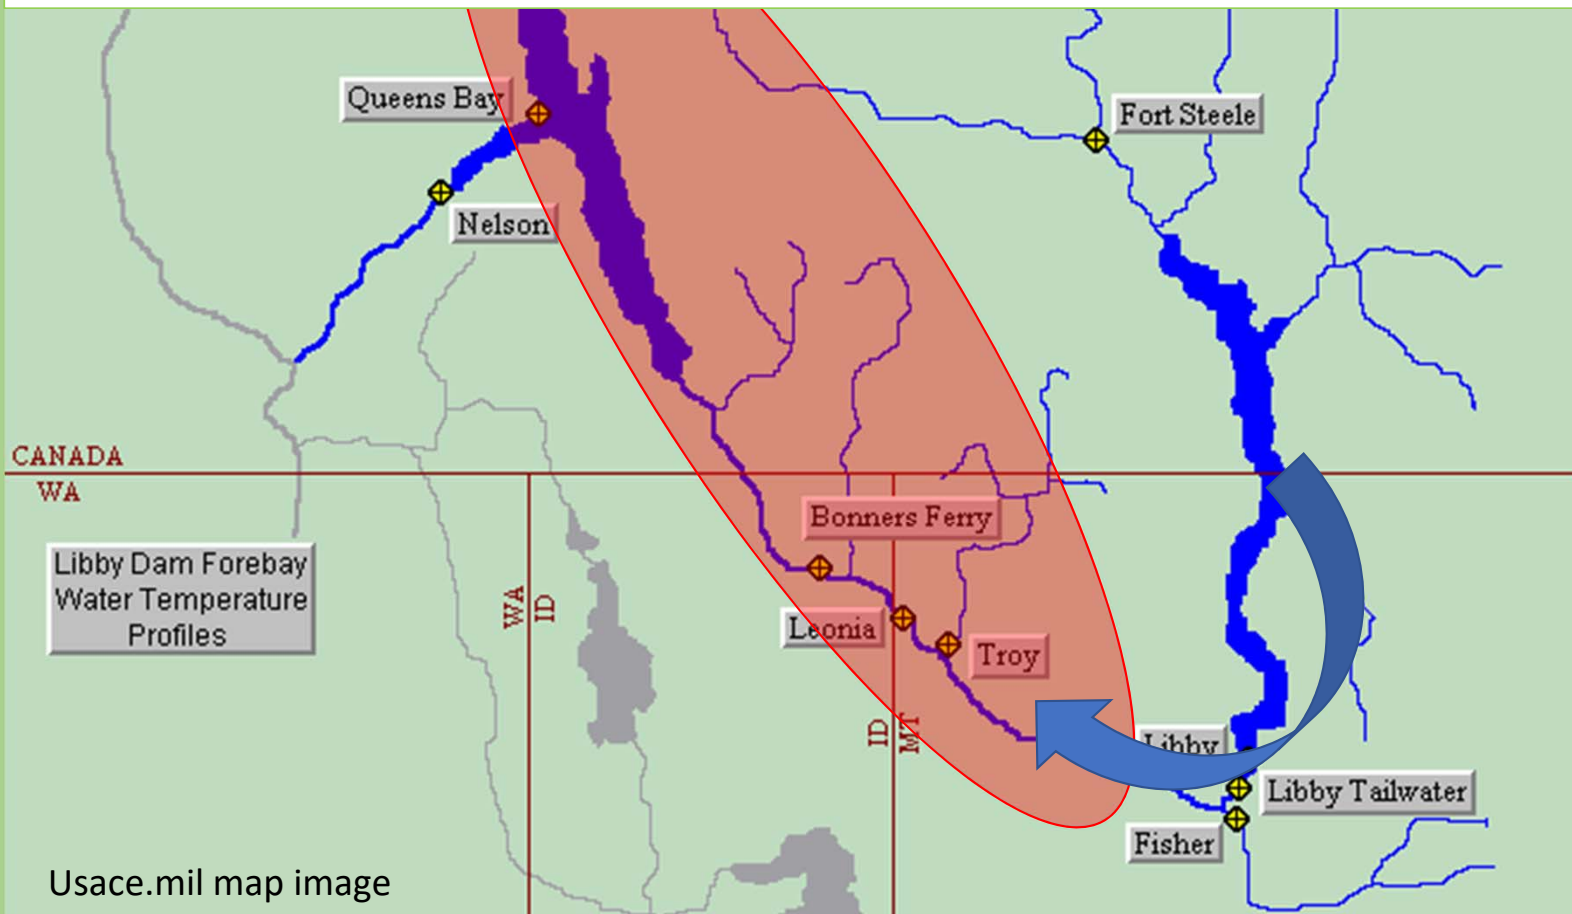 Queens Bay
Fort Steele
Nelson
CANADA
WA
Bonners Ferry
Libby Dam Forebay
Water Temperature
Profiles
WA
ID
Leonia
Troy
ID
MT
Libby
Libby Tailwater
Fisher
Usace.mil map image